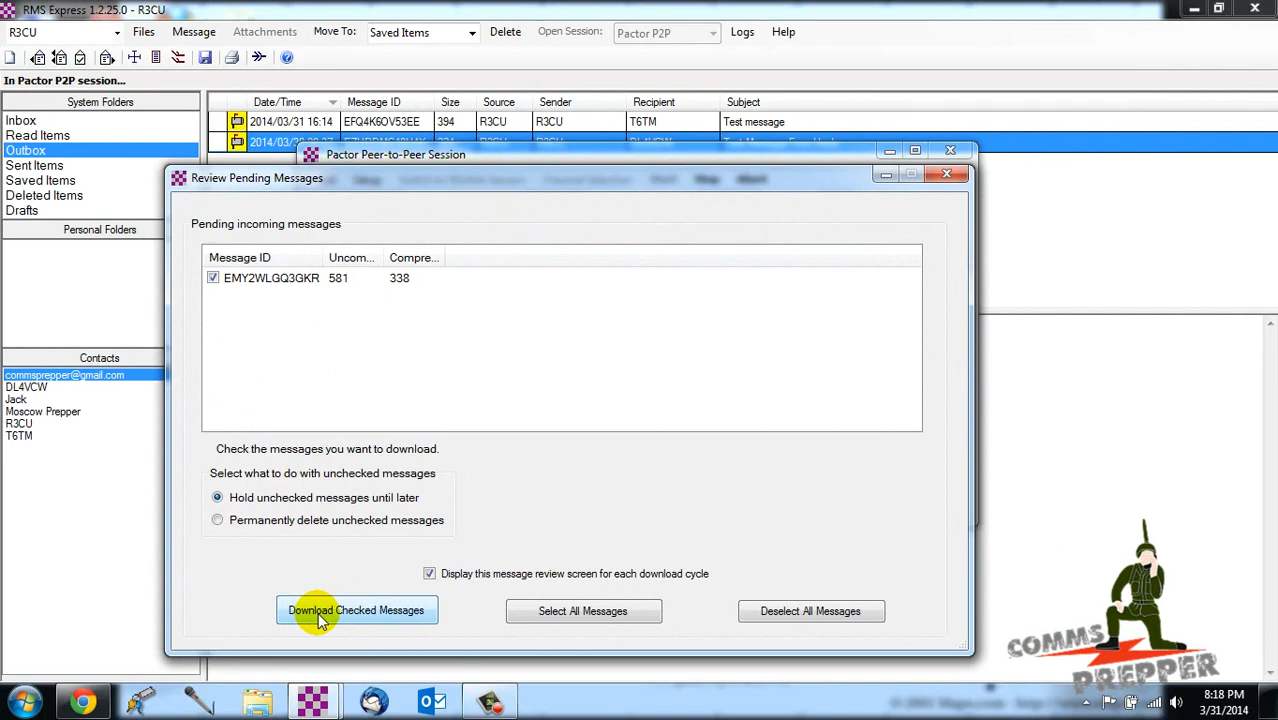 RMS Express 1.2.25.0 - R3CU
R3CU Files Message Attachments Move To: Saved Items Delete Open Session: Pactor P2P Logs Help
In Pactor P2P session...
System Folders
Inbox
Read Items
Outbox
Sent Items
Saved Items
Deleted Items
Drafts
Personal Folders
Contacts
commsprepper@gmail.com
DL4VCW
Jack
Moscow Prepper
R3CU
T6TM
Date/Time Message ID Size Source Sender Recipient Subject
2014/03/31 16:14 EFQ4K6OV53EE 394 R3CU R3CU T6TM Test message
Pactor Peer-to-Peer Session
Review Pending Messages
Pending incoming messages
Message ID Uncom... Compre...
EMY2WLGQ3GKR 581 338
Check the messages you want to download.
Select what to do with unchecked messages
Hold unchecked messages until later
Permanently delete unchecked messages
Display this message review screen for each download cycle
Download Checked Messages Select All Messages Deselect All Messages
COMMS
PREPPER
8:18 PM
3/31/2014